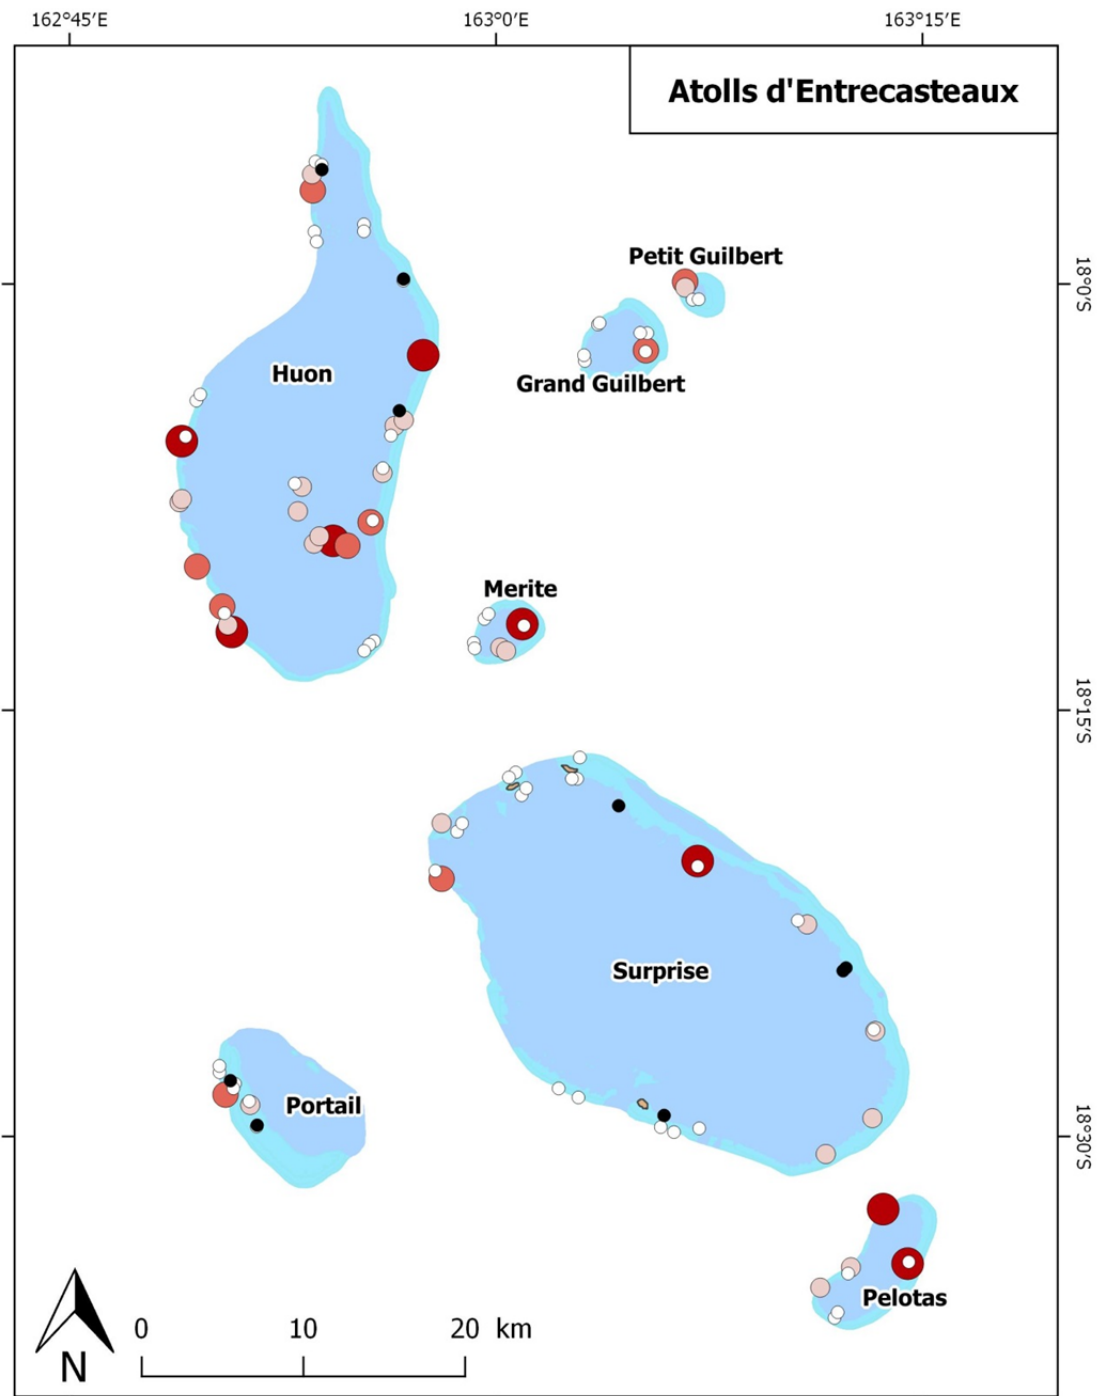 162°45'E 163°0'E 163°15'E
Atolls d'Entrecasteaux
Petit Guilbert
18°0'S
Huon
Grand Guilbert
Merite
18°15'S
Surprise
Portail
18°30'S
Pelotas
0 10 20 km
N